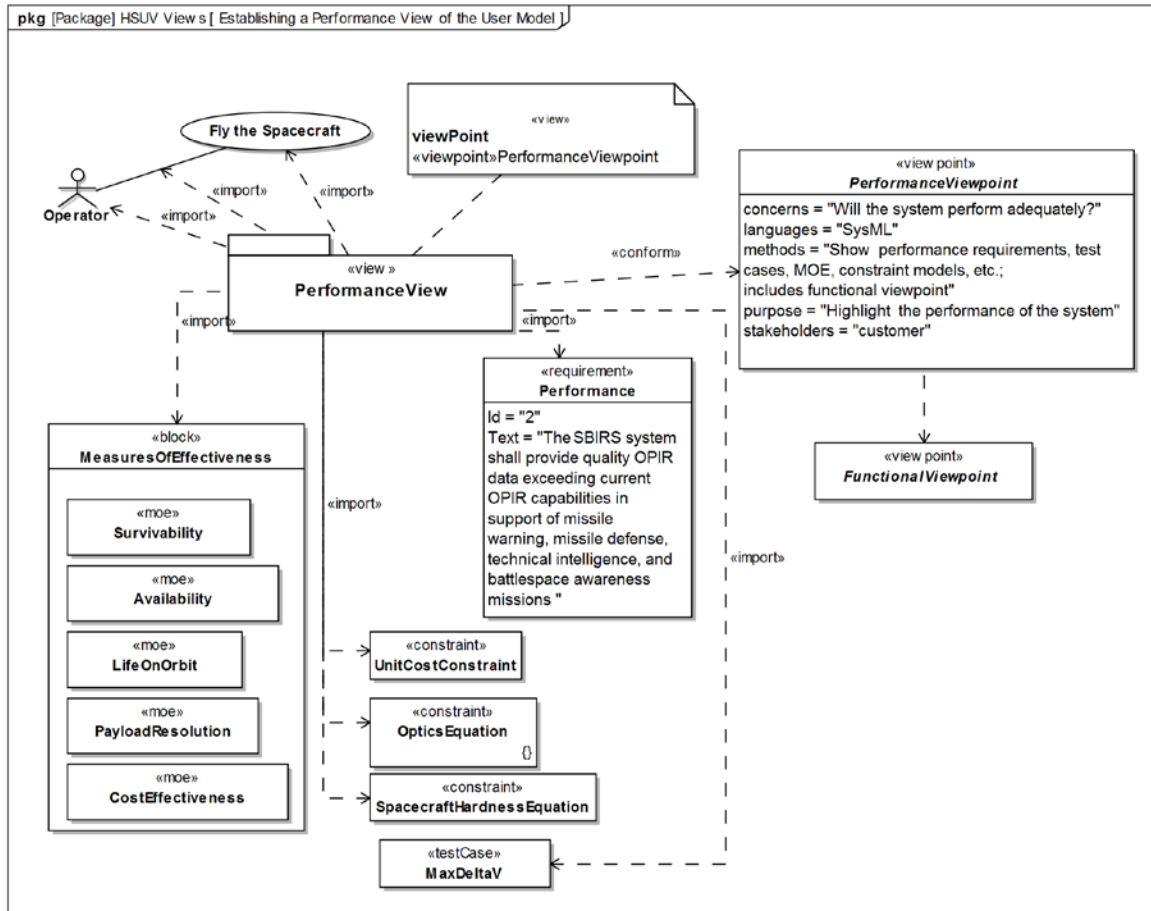 pkg [Package] HSUV Views [ Establishing a Performance View of the User Model ]
Fly the Spacecraft
Operator
«import»
«import»
«import»
«view»
viewPoint
«viewpoint»PerformanceViewpoint
«view »
PerformanceView
«conform»
«view point»
PerformanceViewpoint
concerns = "Will the system perform adequately?"
languages = "SysML"
methods = "Show performance requirements, test
cases, MOE, constraint models, etc.;
includes functional viewpoint"
purpose = "Highlight the performance of the system"
stakeholders = "customer"
«import»
«import»
«requirement»
Performance
Id = "2"
Text = "The SBIRS system
shall provide quality OPIR
data exceeding current
OPIR capabilities in
support of missile
warning, missile defense,
technical intelligence, and
battlespace awareness
missions "
«view point»
FunctionalViewpoint
«block»
MeasuresOfEffectiveness
«moe»
Survivability
«moe»
Availability
«moe»
LifeOnOrbit
«moe»
PayloadResolution
«moe»
CostEffectiveness
«import»
«import»
«constraint»
UnitCostConstraint
«constraint»
OpticsEquation
{}
«constraint»
SpacecraftHardnessEquation
«testCase»
MaxDeltaV